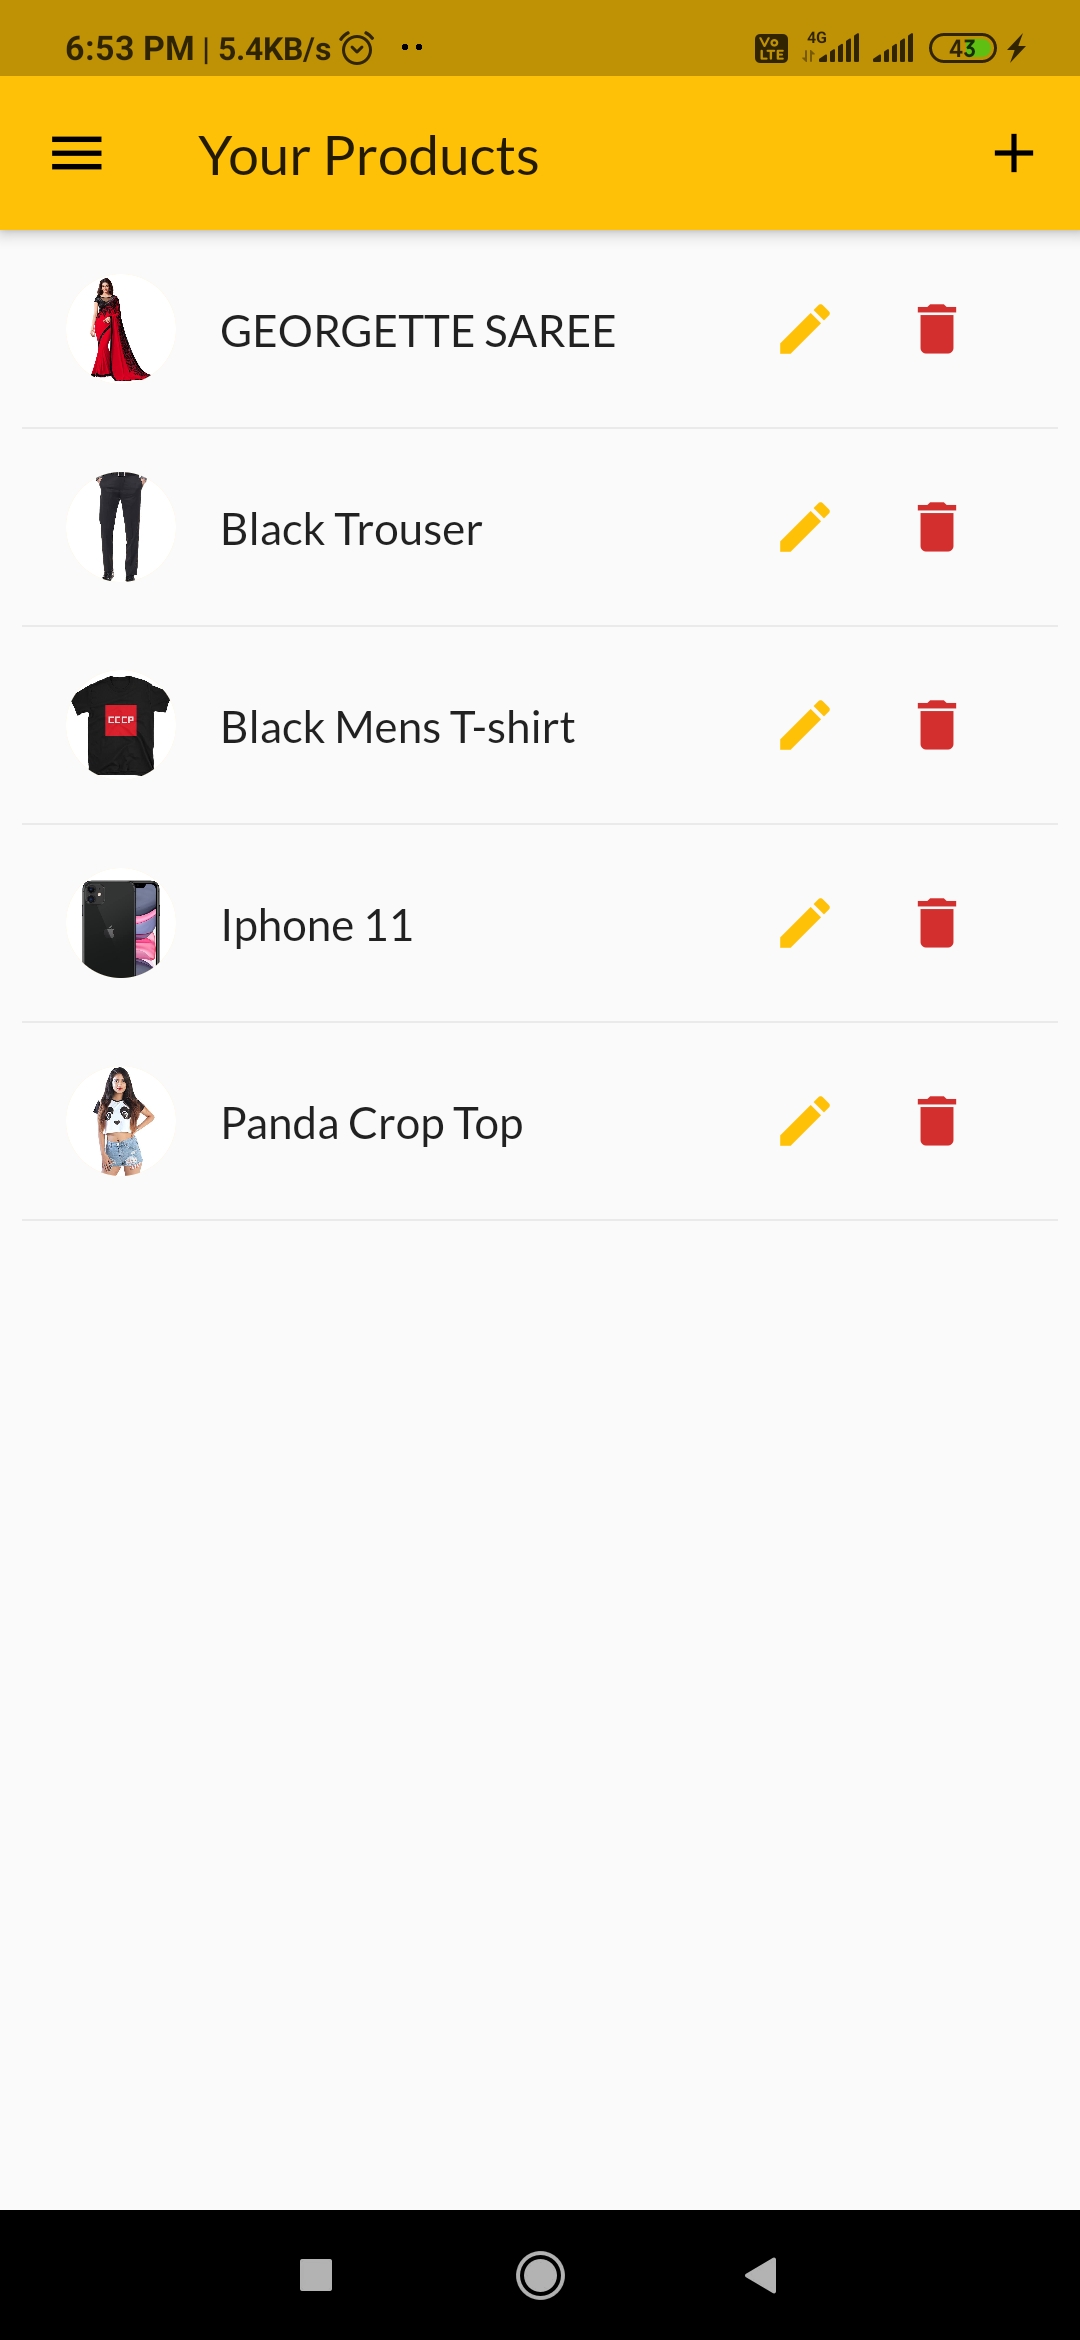 6:53 PM | 5.4KB/s
Vo LTE 4G 43
Your Products
GEORGETTE SAREE
Black Trouser
CCCP
Black Mens T-shirt
Iphone 11
Panda Crop Top